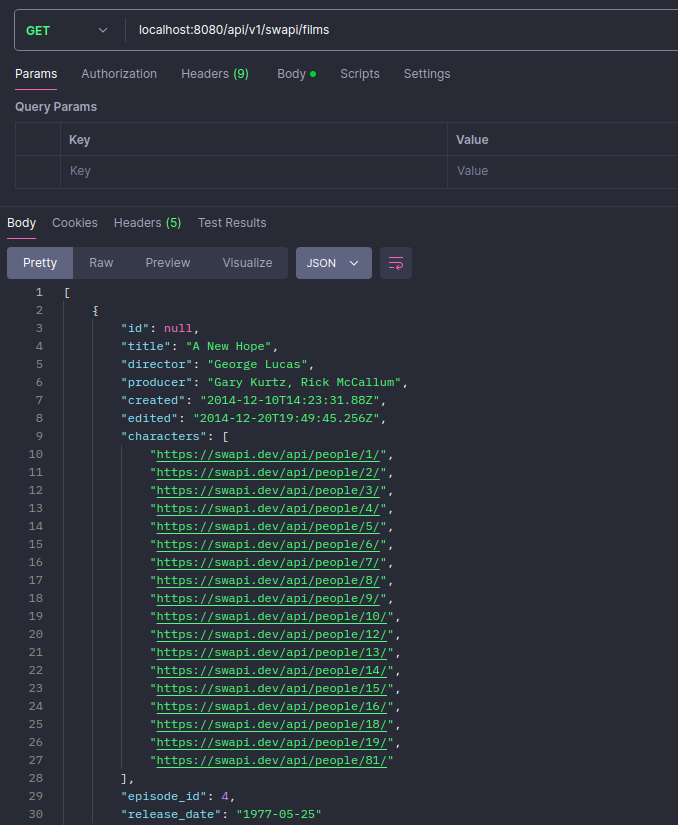 GET localhost:8080/api/v1/swapi/films
Params Authorization Headers (9) Body Scripts Settings
Query Params
Key Value
Key Value
Body Cookies Headers (5) Test Results
Pretty Raw Preview Visualize JSON
1 [
2 {
3 "id": null,
4 "title": "A New Hope",
5 "director": "George Lucas",
6 "producer": "Gary Kurtz, Rick McCallum",
7 "created": "2014-12-10T14:23:31.88Z",
8 "edited": "2014-12-20T19:49:45.256Z",
9 "characters": [
10 "https://swapi.dev/api/people/1/",
11 "https://swapi.dev/api/people/2/",
12 "https://swapi.dev/api/people/3/",
13 "https://swapi.dev/api/people/4/",
14 "https://swapi.dev/api/people/5/",
15 "https://swapi.dev/api/people/6/",
16 "https://swapi.dev/api/people/7/",
17 "https://swapi.dev/api/people/8/",
18 "https://swapi.dev/api/people/9/",
19 "https://swapi.dev/api/people/10/",
20 "https://swapi.dev/api/people/12/",
21 "https://swapi.dev/api/people/13/",
22 "https://swapi.dev/api/people/14/",
23 "https://swapi.dev/api/people/15/",
24 "https://swapi.dev/api/people/16/",
25 "https://swapi.dev/api/people/18/",
26 "https://swapi.dev/api/people/19/",
27 "https://swapi.dev/api/people/81/"
28 ],
29 "episode_id": 4,
30 "release_date": "1977-05-25"